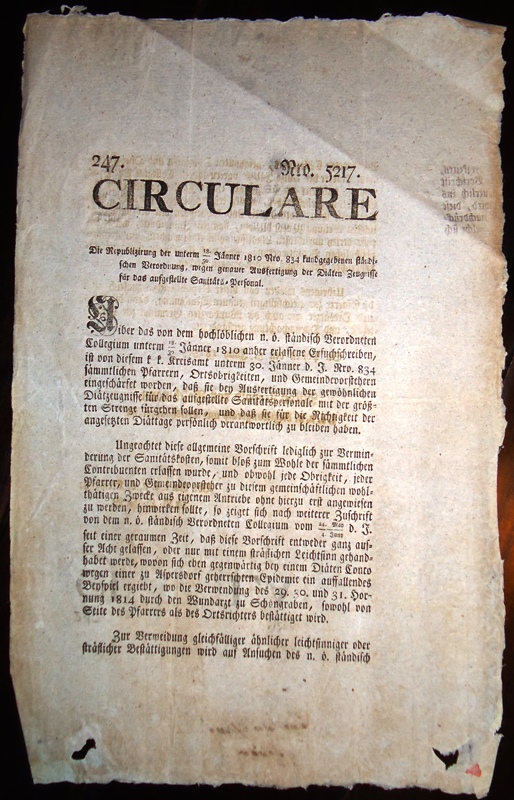 247.
Nro. 5217.
CIRCULARE
Die Republizirung der unterm 18/30 Jänner 1810 Nro. 834 kundgegebenen ständi-
schen Verordnung, wegen genauer Ausfertigung der Diäten Zeugnisse
für das aufgestellte Sanitäts-Personal.
Uiber das von dem hochlöblichen n. ö. ständisch Verordneten
Collegium unterm 18/30 Jänner 1810 anher erlassene Ersuchschreiben,
ist von diesem k. k. Kreisamt unterm 30. Jänner d. J. Nro. 834
sämmtlichen Pfarrern, Ortsobrigkeiten, und Gemeindvorstehern
eingeschärfet worden, daß sie bey Ausfertigung der gewöhnlichen
Diätzeugnisse für das aufgestellte Sanitätspersonale mit der größ-
ten Strenge fürgehen sollen, und daß sie für die Richtigkeit der
angesetzten Diättage persönlich verantwortlich zu bleiben haben.
Ungeachtet diese allgemeine Vorschrift lediglich zur Vermin-
derung der Sanitätskosten, somit bloß zum Wohle der sämmtlichen
Contribuenten erlassen wurde, und obwohl jede Obrigkeit, jeder
Pfarrer, und Gemeindvorsteher zu diesem gemeinschäftlichen wohl-
thätigen Zwecke aus eigenem Antriebe ohne hierzu erst angewiesen
zu werden, hinwirken sollte, so zeiget sich nach weiterer Zuschrift
von dem n. ö. ständisch Verordneten Collegium vom May/Juny d. J.
seit einer geraumen Zeit, daß diese Vorschrift entweder ganz aus-
ser Acht gelassen, oder nur mit einem sträflichen Leichtsinn gehand-
habet werde, wovon sich eben gegenwärtig bey einem Diäten Conto
wegen einer zu Aspersdorf geherrschten Epidemie ein auffallendes
Beyspiel ergiebt, wo die Verwendung des 29. 30. und 31. Hor-
nung 1814 durch den Wundarzt zu Schöngraben, sowohl von
Seite des Pfarrers als des Ortsrichters bestättiget wird.
Zur Vermeidung gleichfälliger ähnlicher leichtsinniger oder
sträflicher Bestättigungen wird auf Ansuchen des n. ö. ständisch